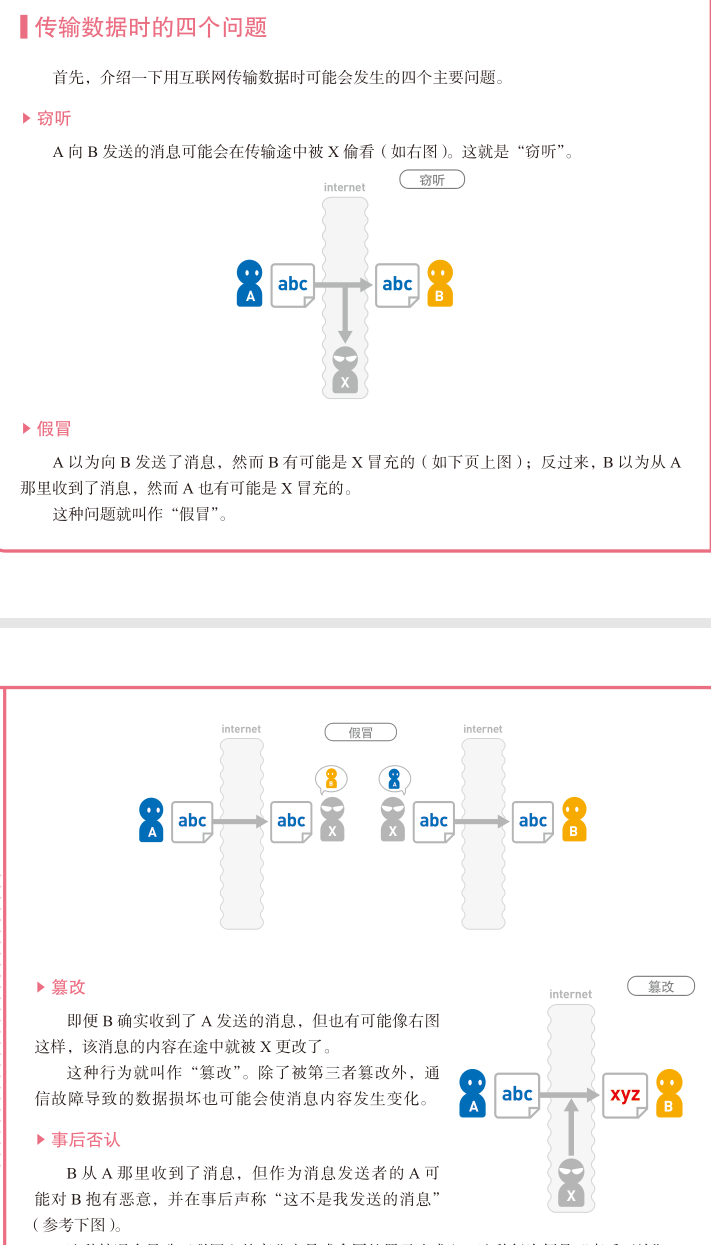 传输数据时的四个问题
首先，介绍一下用互联网传输数据时可能会发生的四个主要问题。
窃听
A 向 B 发送的消息可能会在传输途中被 X 偷看（如右图）。这就是“窃听”。
internet
窃听
A
abc
abc
B
X
假冒
A 以为向 B 发送了消息，然而 B 有可能是 X 冒充的（如下页上图）；反过来，B 以为从 A
那里收到了消息，然而 A 也有可能是 X 冒充的。
这种问题就叫作“假冒”。
internet
假冒
internet
B
A
A
abc
abc
X
X
abc
abc
B
篡改
即便 B 确实收到了 A 发送的消息，但也有可能像右图
这样，该消息的内容在途中就被 X 更改了。
这种行为就叫作“篡改”。除了被第三者篡改外，通
信故障导致的数据损坏也可能会使消息内容发生变化。
internet
篡改
A
abc
xyz
B
X
事后否认
B 从 A 那里收到了消息，但作为消息发送者的 A 可
能对 B 抱有恶意，并在事后声称“这不是我发送的消息”
（参考下图）。